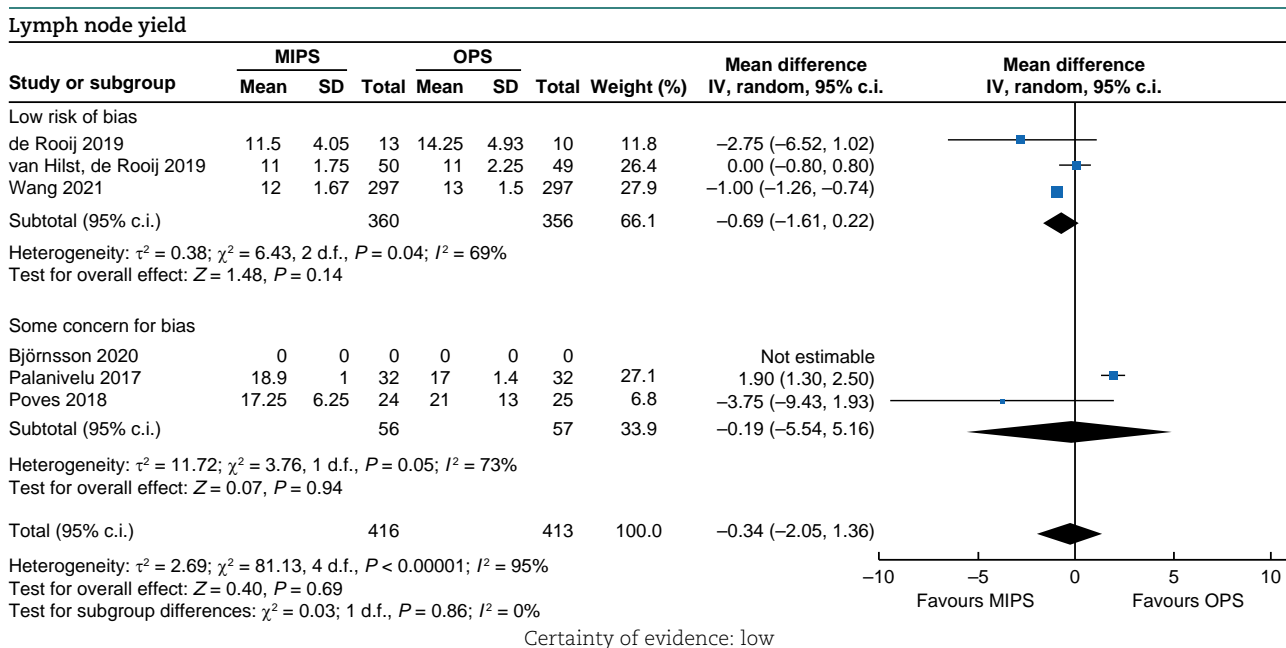 Lymph node yield
MIPS OPS Mean difference Mean difference
Study or subgroup Mean SD Total Mean SD Total Weight (%) IV, random, 95% c.i. IV, random, 95% c.i.
Low risk of bias
de Rooij 2019 11.5 4.05 13 14.25 4.93 10 11.8 −2.75 (−6.52, 1.02)
van Hilst, de Rooij 2019 11 1.75 50 11 2.25 49 26.4 0.00 (−0.80, 0.80)
Wang 2021 12 1.67 297 13 1.5 297 27.9 −1.00 (−1.26, −0.74)
Subtotal (95% c.i.) 360 356 66.1 −0.69 (−1.61, 0.22)
Heterogeneity: τ² = 0.38; χ² = 6.43, 2 d.f., P = 0.04; I² = 69%
Test for overall effect: Z = 1.48, P = 0.14
Some concern for bias
Björnsson 2020 0 0 0 0 0 0 Not estimable
Palanivelu 2017 18.9 1 32 17 1.4 32 27.1 1.90 (1.30, 2.50)
Poves 2018 17.25 6.25 24 21 13 25 6.8 −3.75 (−9.43, 1.93)
Subtotal (95% c.i.) 56 57 33.9 −0.19 (−5.54, 5.16)
Heterogeneity: τ² = 11.72; χ² = 3.76, 1 d.f., P = 0.05; I² = 73%
Test for overall effect: Z = 0.07, P = 0.94
Total (95% c.i.) 416 413 100.0 −0.34 (−2.05, 1.36)
Heterogeneity: τ² = 2.69; χ² = 81.13, 4 d.f., P < 0.00001; I² = 95%
Test for overall effect: Z = 0.40, P = 0.69
Test for subgroup differences: χ² = 0.03; 1 d.f., P = 0.86; I² = 0%
−10 −5 0 5 10
Favours MIPS Favours OPS
Certainty of evidence: low